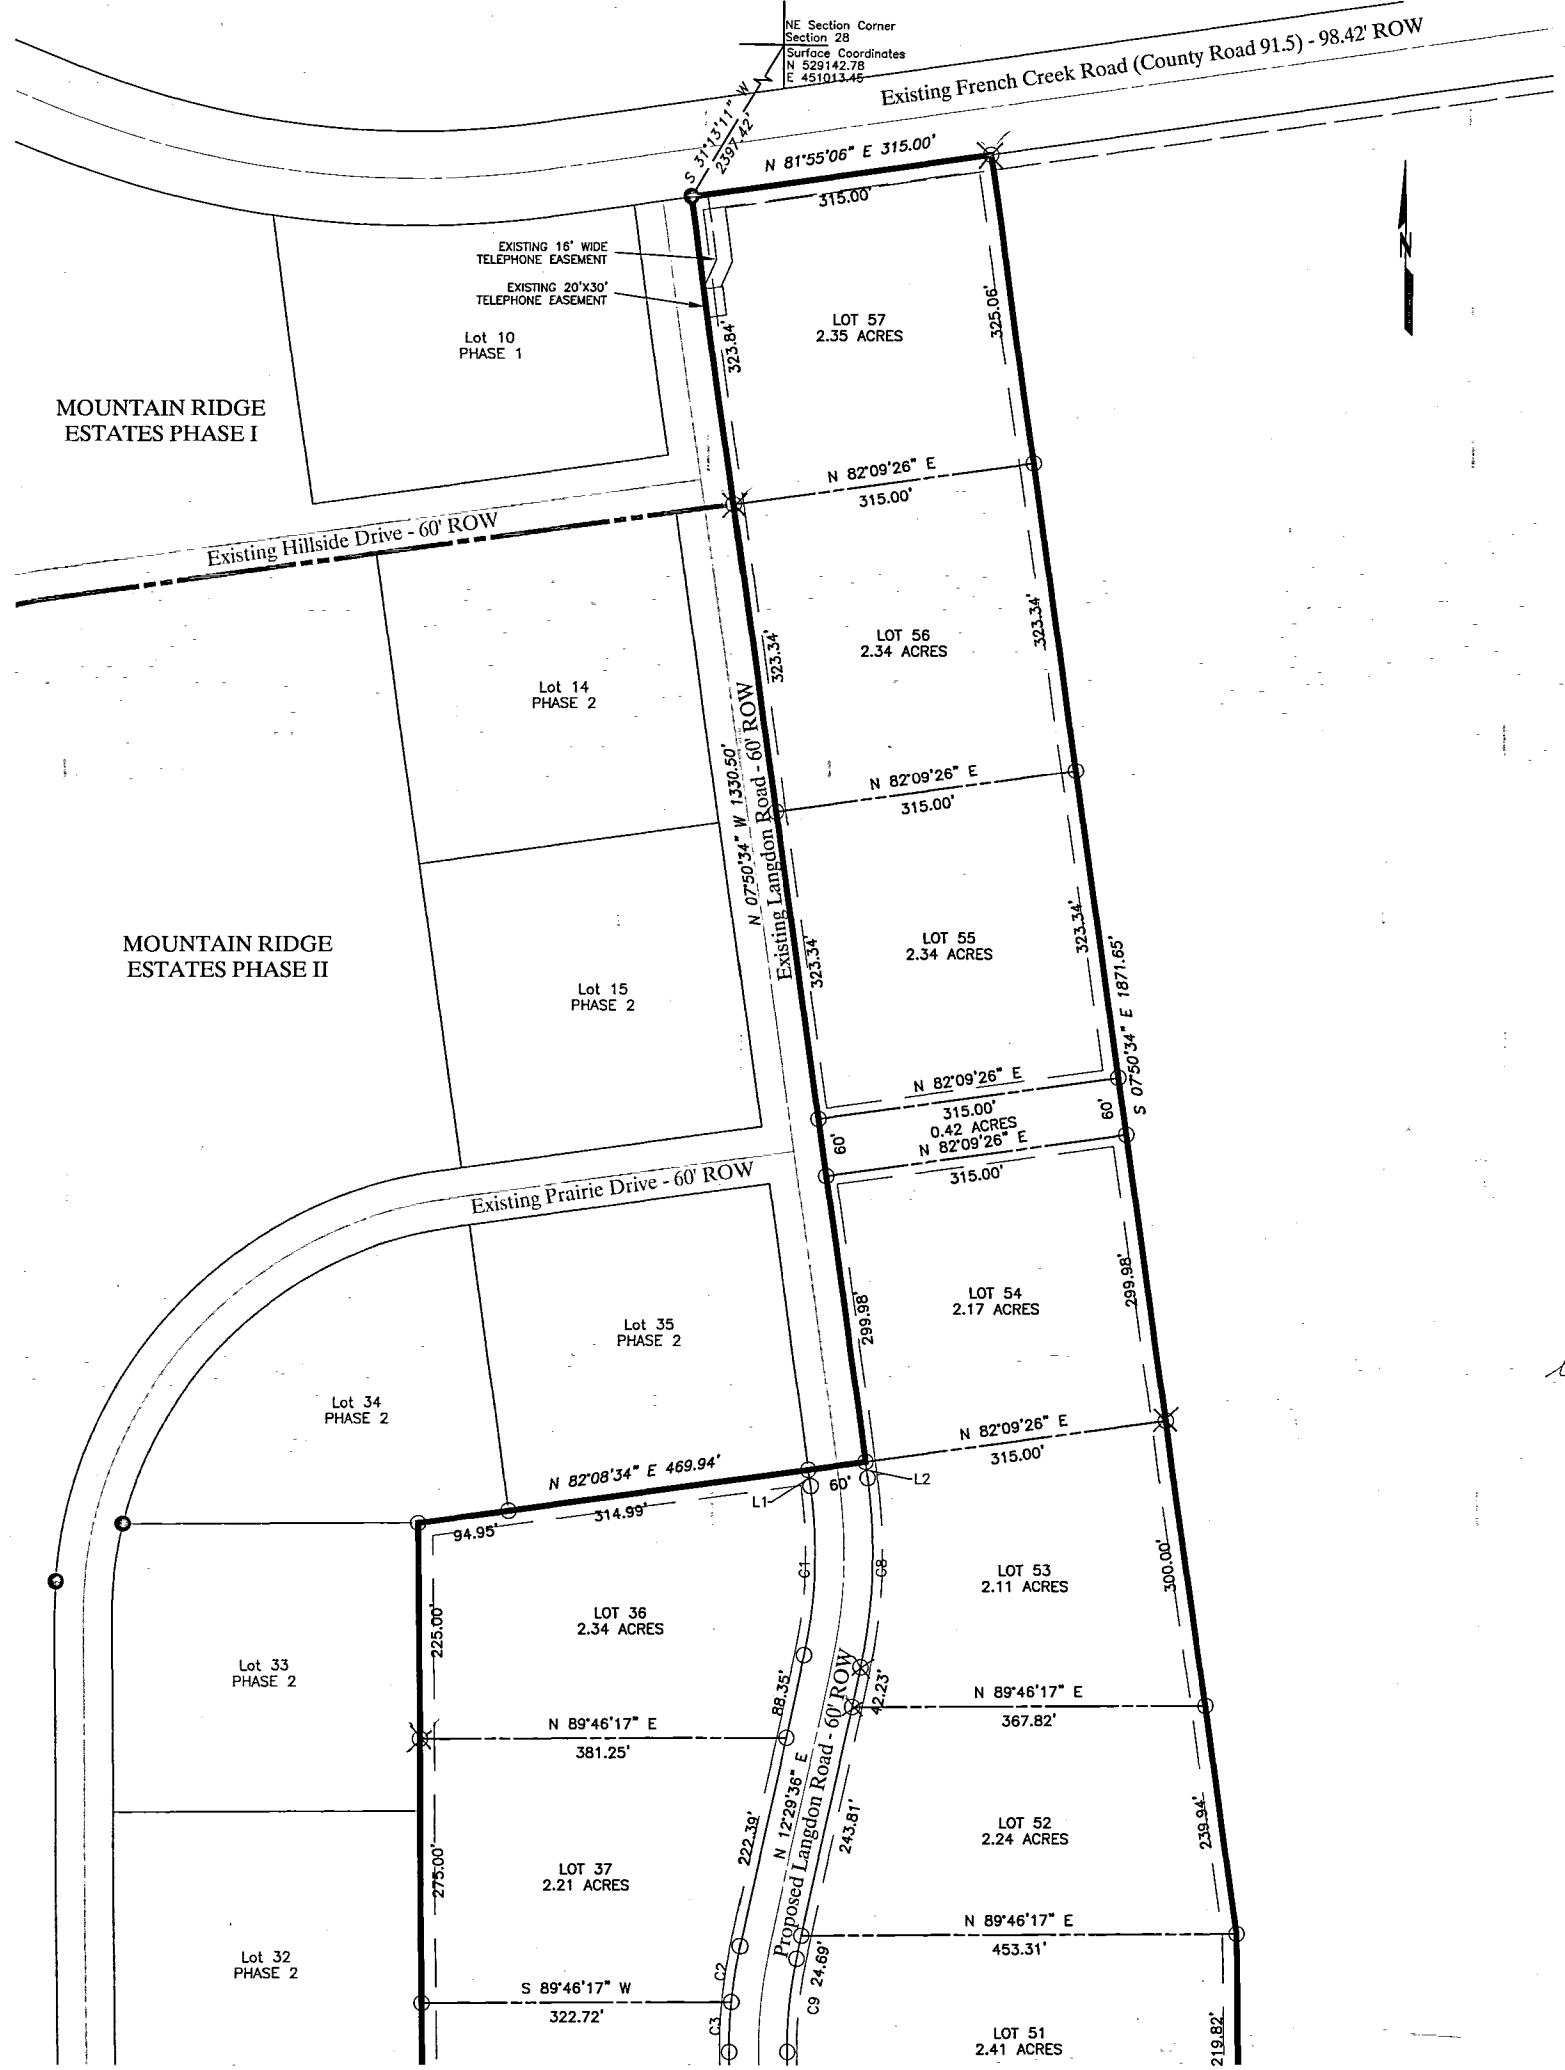 NE Section Corner
Section 28
Surface Coordinates
N 529142.78
E 451013.45
Existing French Creek Road (County Road 91.5) - 98.42' ROW
S 31°13'11" W
2397.42'
N 81°55'06" E 315.00'
315.00'
N
EXISTING 16' WIDE
TELEPHONE EASEMENT
EXISTING 20'X30'
TELEPHONE EASEMENT
LOT 57
2.35 ACRES
325.06'
323.84'
Lot 10
PHASE 1
MOUNTAIN RIDGE
ESTATES PHASE I
N 82°09'26" E
315.00'
Existing Hillside Drive - 60' ROW
323.34'
LOT 56
2.34 ACRES
323.34'
Lot 14
PHASE 2
N 07°50'34" W 1330.50'
Existing Langdon Road - 60' ROW
N 82°09'26" E
315.00'
MOUNTAIN RIDGE
ESTATES PHASE II
Lot 15
PHASE 2
323.34'
LOT 55
2.34 ACRES
323.34'
S 07°50'34" E 1871.65'
N 82°09'26" E
315.00'
0.42 ACRES
60'
60'
N 82°09'26" E
315.00'
Existing Prairie Drive - 60' ROW
299.98'
LOT 54
2.17 ACRES
299.98'
Lot 35
PHASE 2
Lot 34
PHASE 2
N 82°09'26" E
315.00'
N 82°08'34" E 469.94'
94.95'
314.99'
60'
L1
L2
C1
C8
LOT 53
2.11 ACRES
300.00'
225.00'
LOT 36
2.34 ACRES
Lot 33
PHASE 2
88.35'
42.23'
N 89°46'17" E
367.82'
N 89°46'17" E
381.25'
N 12°29'36" E
Proposed Langdon Road - 60' ROW
222.39'
243.81'
LOT 52
2.24 ACRES
239.94'
275.00'
LOT 37
2.21 ACRES
N 89°46'17" E
453.31'
Lot 32
PHASE 2
C2
24.69'
C9
S 89°46'17" W
322.72'
C3
LOT 51
2.41 ACRES
219.82'